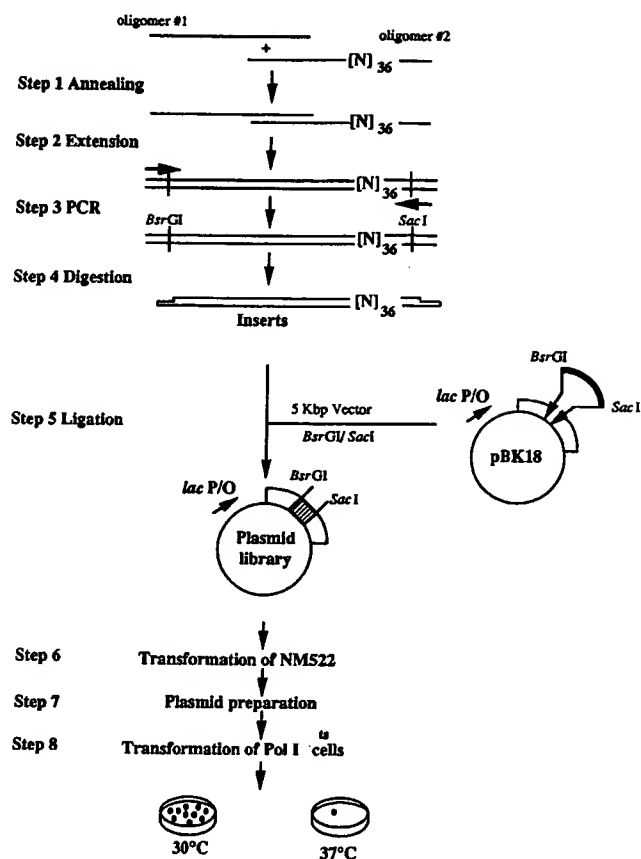 oligomer #1
oligomer #2
+
[N] 36
Step 1 Annealing
[N] 36
Step 2 Extension
[N] 36
Step 3 PCR
BsrGI
SacI
[N] 36
Step 4 Digestion
[N] 36
Inserts
BsrGI
SacI
lac P/O
pBK18
Step 5 Ligation
5 Kbp Vector
BsrGI/SacI
BsrGI
SacI
lac P/O
Plasmid
library
Step 6
Transformation of NM522
Step 7
Plasmid preparation
Step 8
Transformation of Pol I ts cells
30°C
37°C